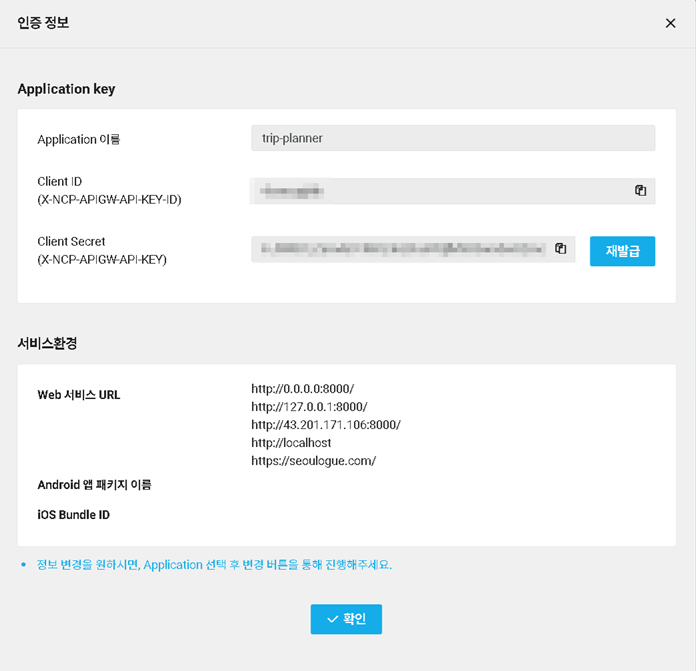 인증 정보
Application key
Application 이름
trip-planner
Client ID
(X-NCP-APIGW-API-KEY-ID)
Client Secret
(X-NCP-APIGW-API-KEY)
재발급
서비스환경
Web 서비스 URL
http://0.0.0.0:8000/
http://127.0.0.1:8000/
http://43.201.171.106:8000/
http://localhost
https://seoulogue.com/
Android 앱 패키지 이름
iOS Bundle ID
• 정보 변경을 원하시면, Application 선택 후 변경 버튼을 통해 진행해주세요.
확인